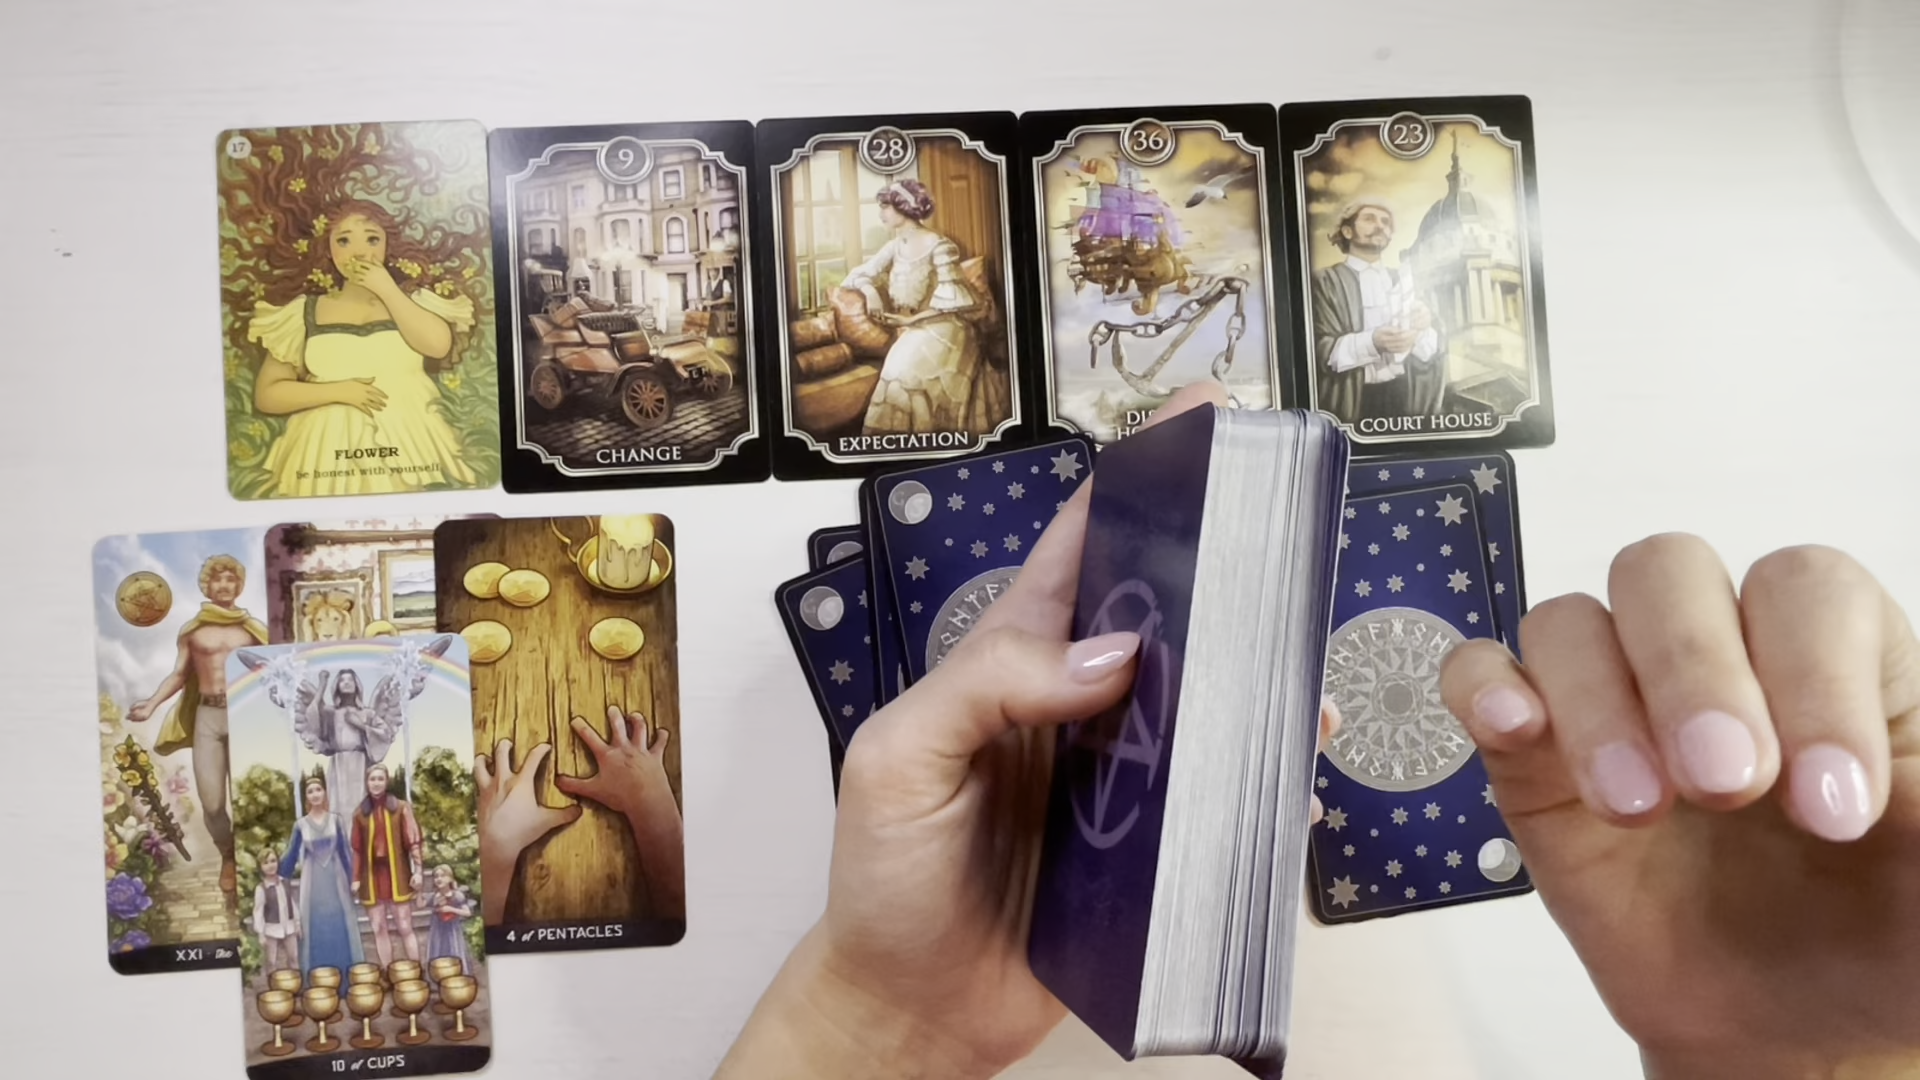 17
9
28
36
23
FLOWER
be honest with yourself
CHANGE
EXPECTATION
COURT HOUSE
XXI · the
4 of PENTACLES
10 of CUPS